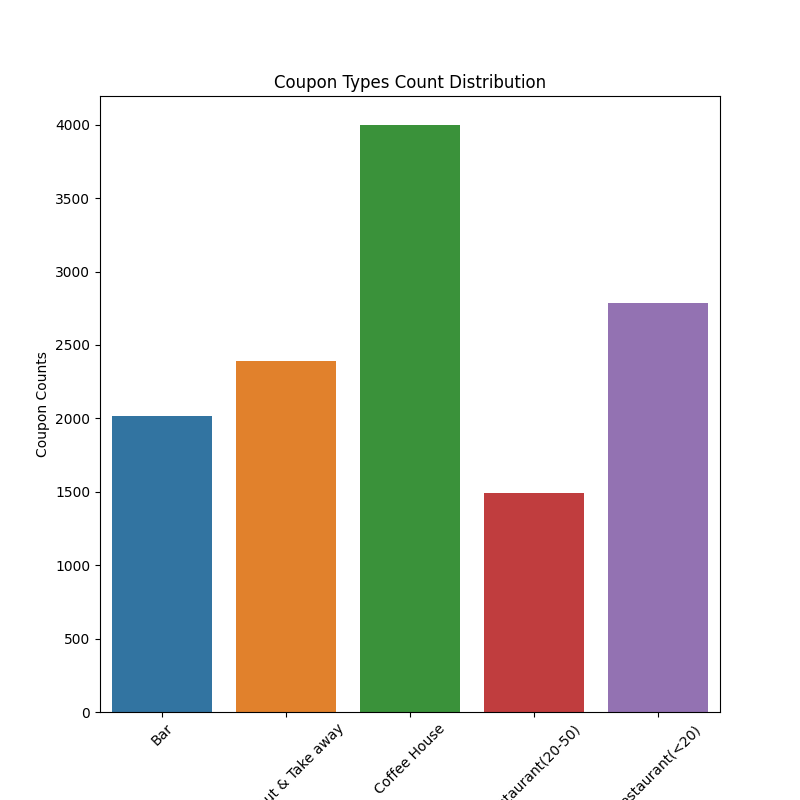 Coupon Types Count Distribution
Coupon Counts
4000
3500
3000
2500
2000
1500
1000
500
0
Bar
ut & Take away
Coffee House
staurant(20-50)
estaurant(<20)